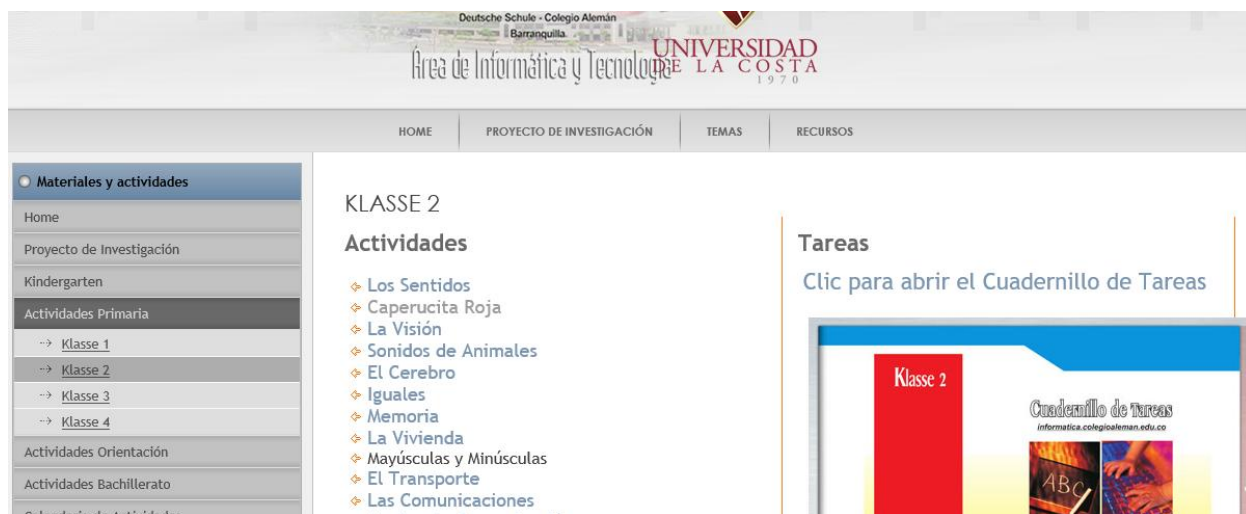 Deutsche Schule - Colegio Alemán
Barranquilla
Área de Informática y Tecnología
UNIVERSIDAD
DE LA COSTA
1970
HOME
PROYECTO DE INVESTIGACIÓN
TEMAS
RECURSOS
Materiales y actividades
Home
Proyecto de Investigación
Kindergarten
Actividades Primaria
Klasse 1
Klasse 2
Klasse 3
Klasse 4
Actividades Orientación
Actividades Bachillerato
KLASSE 2
Actividades
Los Sentidos
Caperucita Roja
La Visión
Sonidos de Animales
El Cerebro
Iguales
Memoria
La Vivienda
Mayúsculas y Minúsculas
El Transporte
Las Comunicaciones
Tareas
Clic para abrir el Cuadernillo de Tareas
Klasse 2
Cuadernillo de Tareas
informatica.colegioaleman.edu.co
ABC